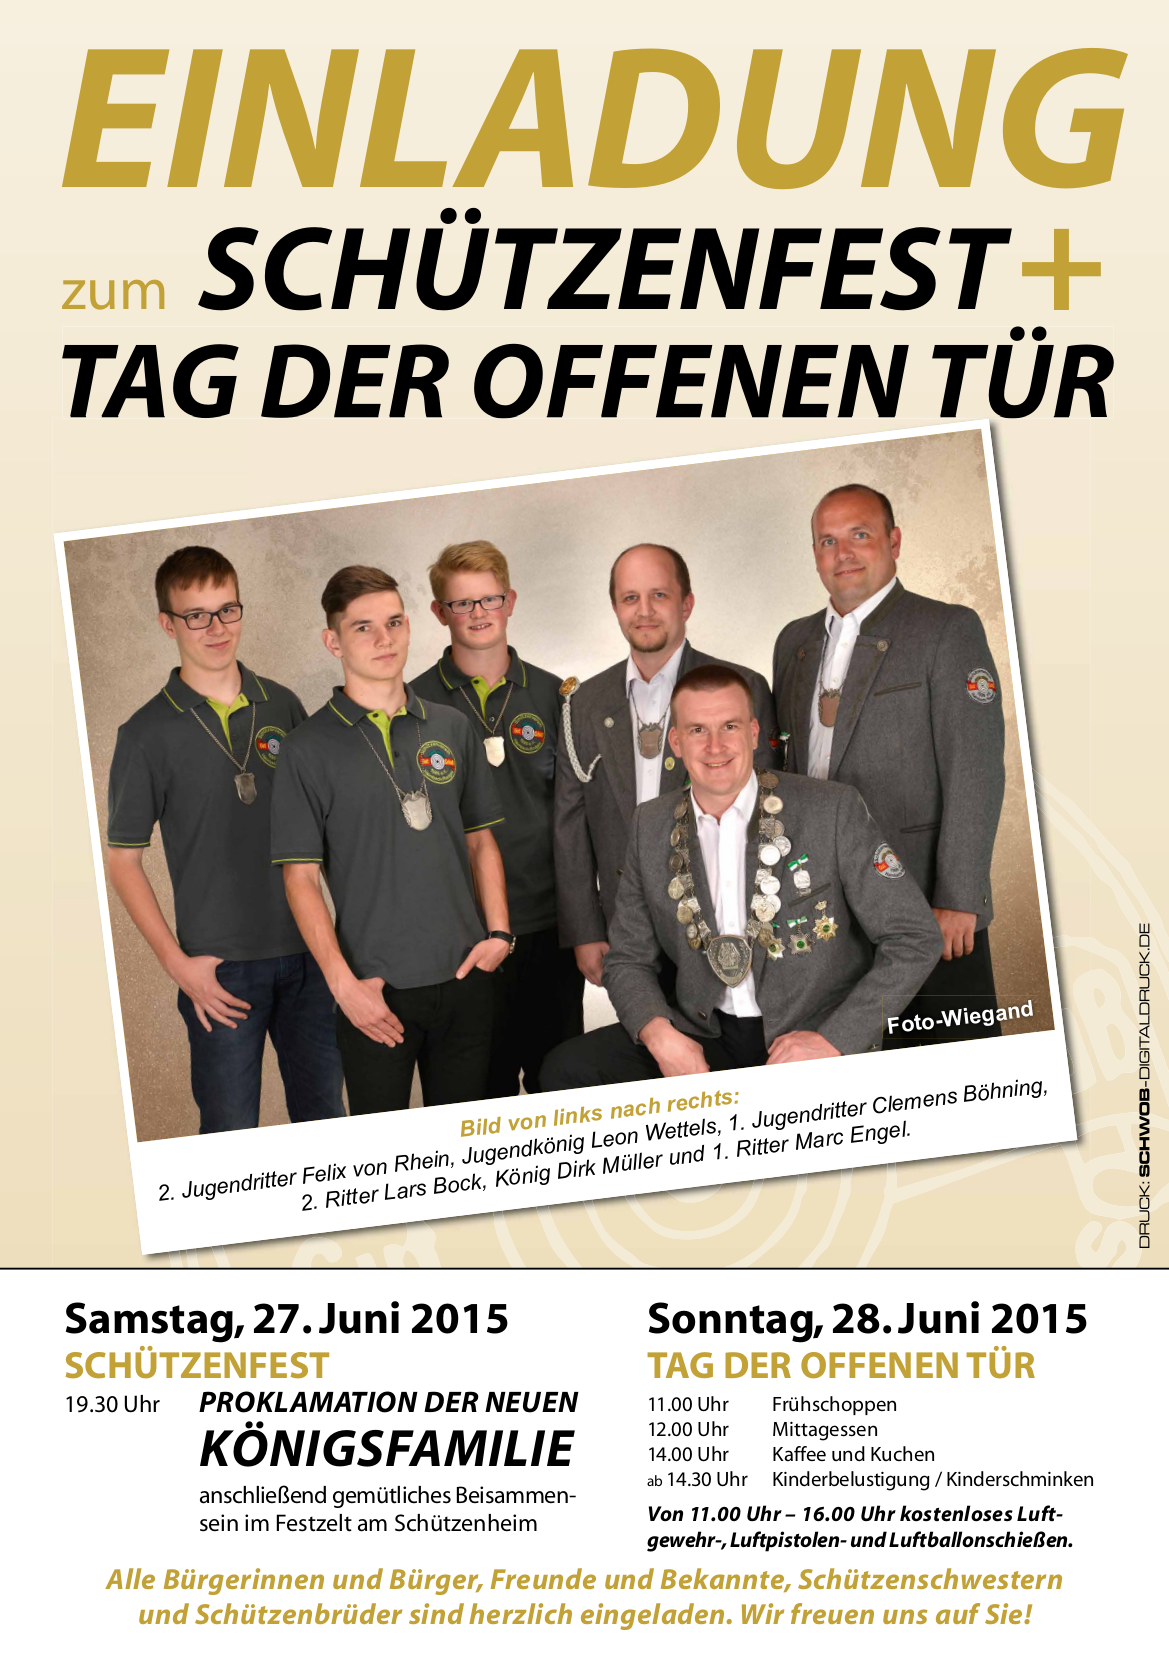 EINLADUNG
zum SCHÜTZENFEST +
TAG DER OFFENEN TÜR
Foto-Wiegand
Bild von links nach rechts:
2. Jugendritter Felix von Rhein, Jugendkönig Leon Wettels, 1. Jugendritter Clemens Böhning,
2. Ritter Lars Bock, König Dirk Müller und 1. Ritter Marc Engel.
DRUCK: SCHWOB-DIGITALDRUCK.DE
Samstag, 27. Juni 2015
SCHÜTZENFEST
19.30 Uhr PROKLAMATION DER NEUEN
KÖNIGSFAMILIE
anschließend gemütliches Beisammen-
sein im Festzelt am Schützenheim
Sonntag, 28. Juni 2015
TAG DER OFFENEN TÜR
11.00 Uhr Frühschoppen
12.00 Uhr Mittagessen
14.00 Uhr Kaffee und Kuchen
ab 14.30 Uhr Kinderbelustigung / Kinderschminken
Von 11.00 Uhr – 16.00 Uhr kostenloses Luft-
gewehr-, Luftpistolen- und Luftballonschießen.
Alle Bürgerinnen und Bürger, Freunde und Bekannte, Schützenschwestern
und Schützenbrüder sind herzlich eingeladen. Wir freuen uns auf Sie!